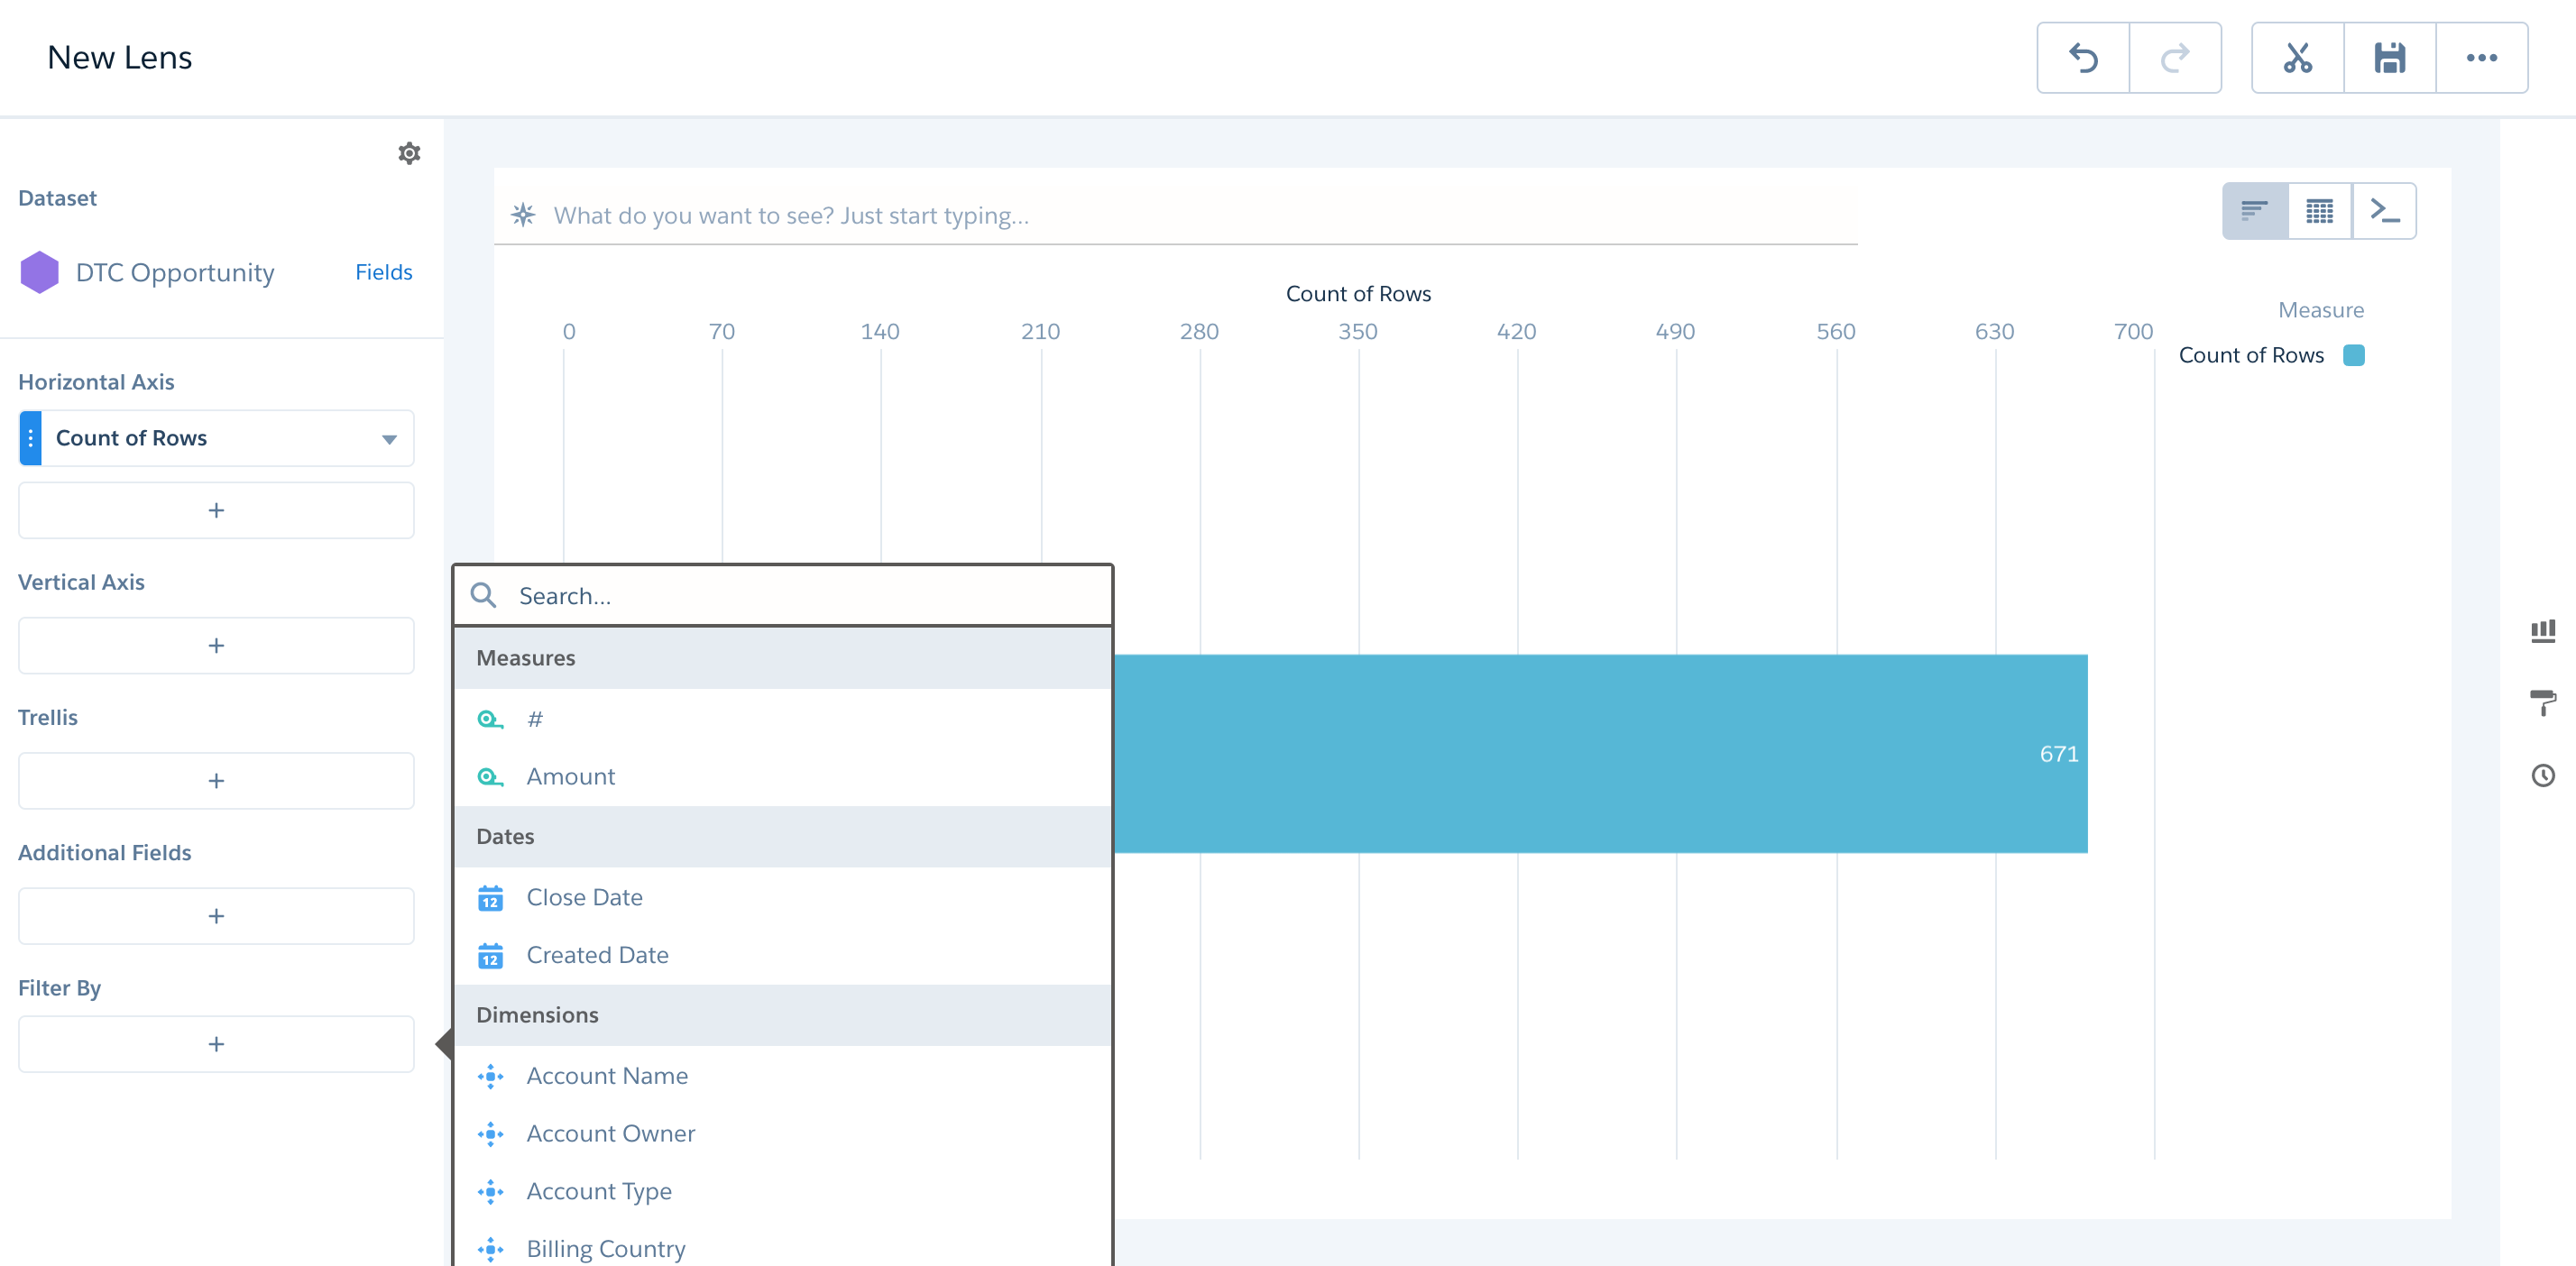 New Lens
Dataset
DTC Opportunity Fields
Horizontal Axis
Count of Rows
+
Vertical Axis
+
Trellis
+
Additional Fields
+
Filter By
+
What do you want to see? Just start typing...
Count of Rows
0 70 140 210 280 350 420 490 560 630 700
Measure
Count of Rows
671
Search...
Measures
#
Amount
Dates
12 Close Date
12 Created Date
Dimensions
Account Name
Account Owner
Account Type
Billing Country